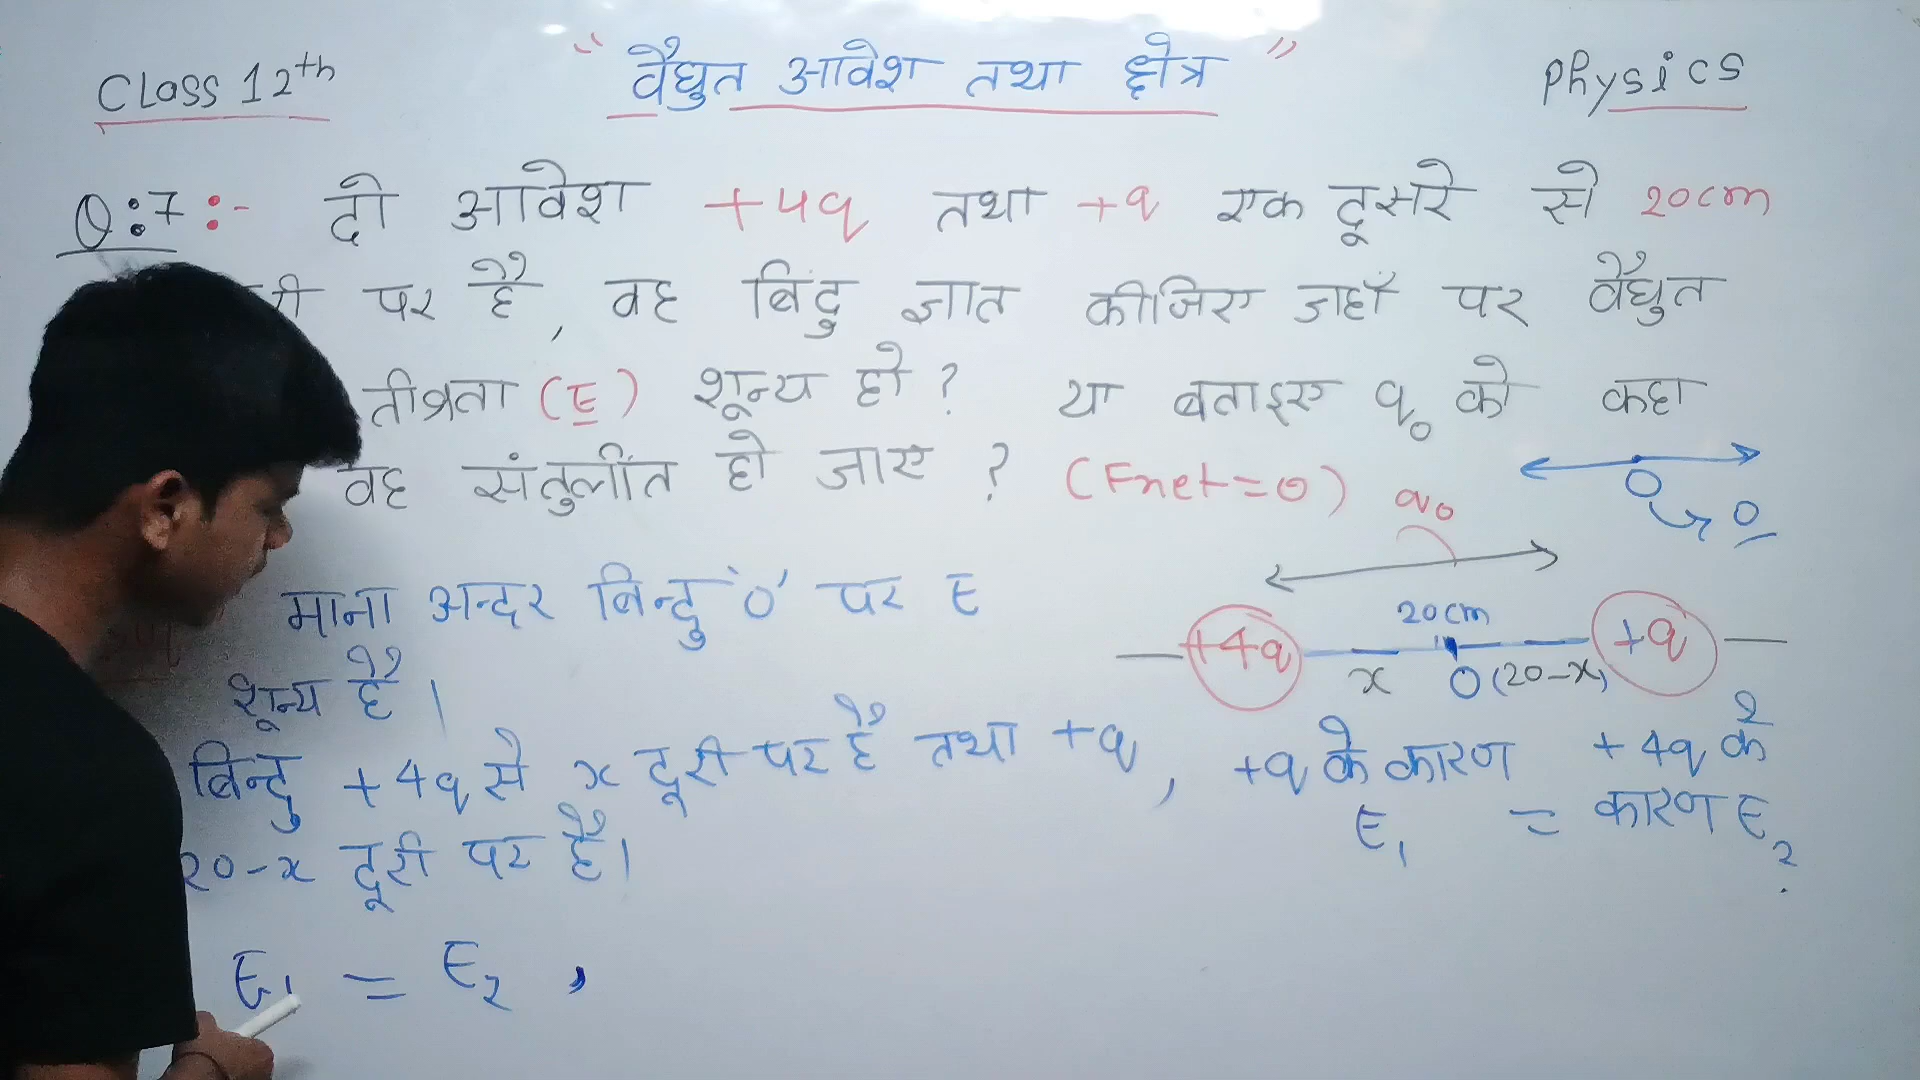 Class 12th
"वैधुत आवेश तथा क्षेत्र"
Physics
Q:7:- दो आवेश +4q तथा +q एक दूसरे से 20cm
पर है, वह बिंदु ज्ञात कीजिए जहाँ पर वैधुत
तीव्रता (E) शून्य हो? या बताइए q₀ को कहा
वह संतुलीत हो जाए? (Fnet=0)
q₀
0
0
माना अन्दर बिन्दु 'O' पर E
शून्य है।
20cm
+4q
+q
x
O (20-x)
बिन्दु +4q से x दूरी पर है तथा +q,
20-x दूरी पर है।
+q के कारण +4q के
E₁ = कारण E₂
E₁ = E₂,